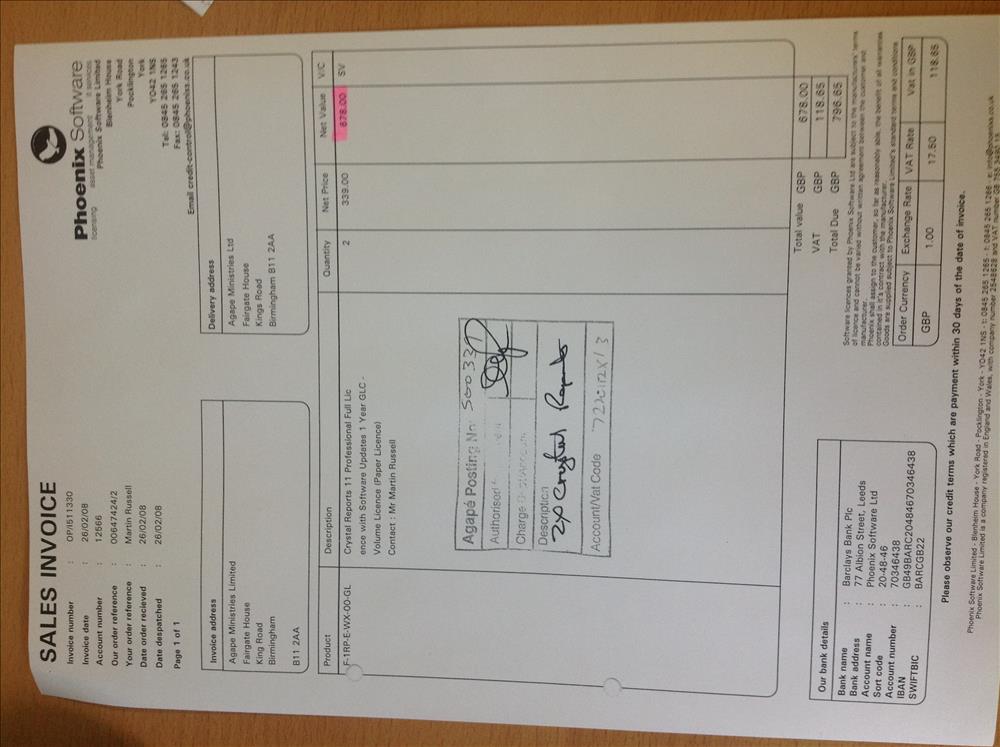 Phoenix Software
licensing asset management it services
Phoenix Software Limited
Blenheim House
York Road
Pocklington
York
YO42 1NS
Tel: 0845 265 1265
Fax: 0845 265 1243
Email credit-control@phoenixs.co.uk
SALES INVOICE
Invoice number : OP/I511330
Invoice date : 26/02/08
Account number : 12566
Our order reference : 00647424/2
Your order reference : Martin Russell
Date order recieved : 26/02/08
Date despatched : 26/02/08
Page 1 of 1
Invoice address
Agape Ministries Limited
Fairgate House
King Road
Birmingham
B11 2AA
Delivery address
Agape Ministries Ltd
Fairgate House
Kings Road
Birmingham B11 2AA
Product Description Quantity Net Price Net Value V/C
F-1RP-E-WX-00-GL Crystal Reports 11 Professional Full Lic 2 339.00 678.00 SV
ence with Software Updates 1 Year GLC -
Volume Licence (Paper Licence)
Contact : Mr Martin Russell
Agapé Posting No 500337
Authorised
Charge
Description
2x Crystal Reports
Account/Vat Code
Total value GBP 678.00
VAT GBP 118.65
Total Due GBP 796.65
Software licences granted by Phoenix Software Ltd are subject to the manufacturers' terms
of licence and cannot be varied without written agreement between the customer and
manufacturer.
Phoenix shall assign to the customer, so far as reasonably able, the benefit of all warranties
contained in it's contract with the manufacturer.
Goods are supplied subject to Phoenix Software Limited's standard terms and conditions
Order Currency Exchange Rate VAT Rate Vat in GBP
GBP 1.00 17.50 118.65
Our bank details
Bank name : Barclays Bank Plc
Bank address : 77 Albion Street, Leeds
Account name : Phoenix Software Ltd
Sort code : 20-48-46
Account number : 70346438
IBAN : GB49BARC20484670346438
SWIFTBIC : BARCGB22
Please observe our credit terms which are payment within 30 days of the date of invoice.
Phoenix Software Limited - Blenheim House - York Road - Pocklington - York - YO42 1NS - t: 0845 265 1265 - f: 0845 265 1266 - e: info@phoenixs.co.uk
Phoenix Software Limited is a company registered in England and Wales, with company number 2548628 and VAT number GB